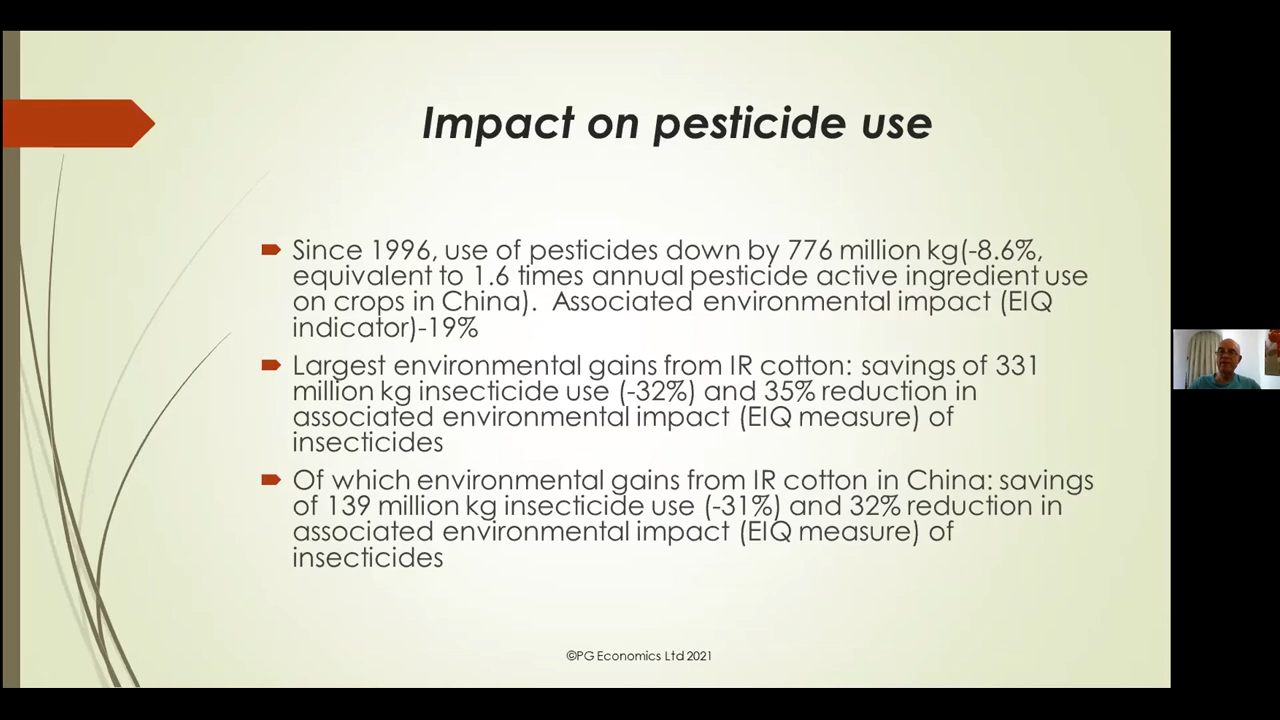 Impact on pesticide use
Since 1996, use of pesticides down by 776 million kg(-8.6%,
equivalent to 1.6 times annual pesticide active ingredient use
on crops in China).  Associated environmental impact (EIQ
indicator)-19%
Largest environmental gains from IR cotton: savings of 331
million kg insecticide use (-32%) and 35% reduction in
associated environmental impact (EIQ measure) of
insecticides
Of which environmental gains from IR cotton in China: savings
of 139 million kg insecticide use (-31%) and 32% reduction in
associated environmental impact (EIQ measure) of
insecticides
©PG Economics Ltd 2021